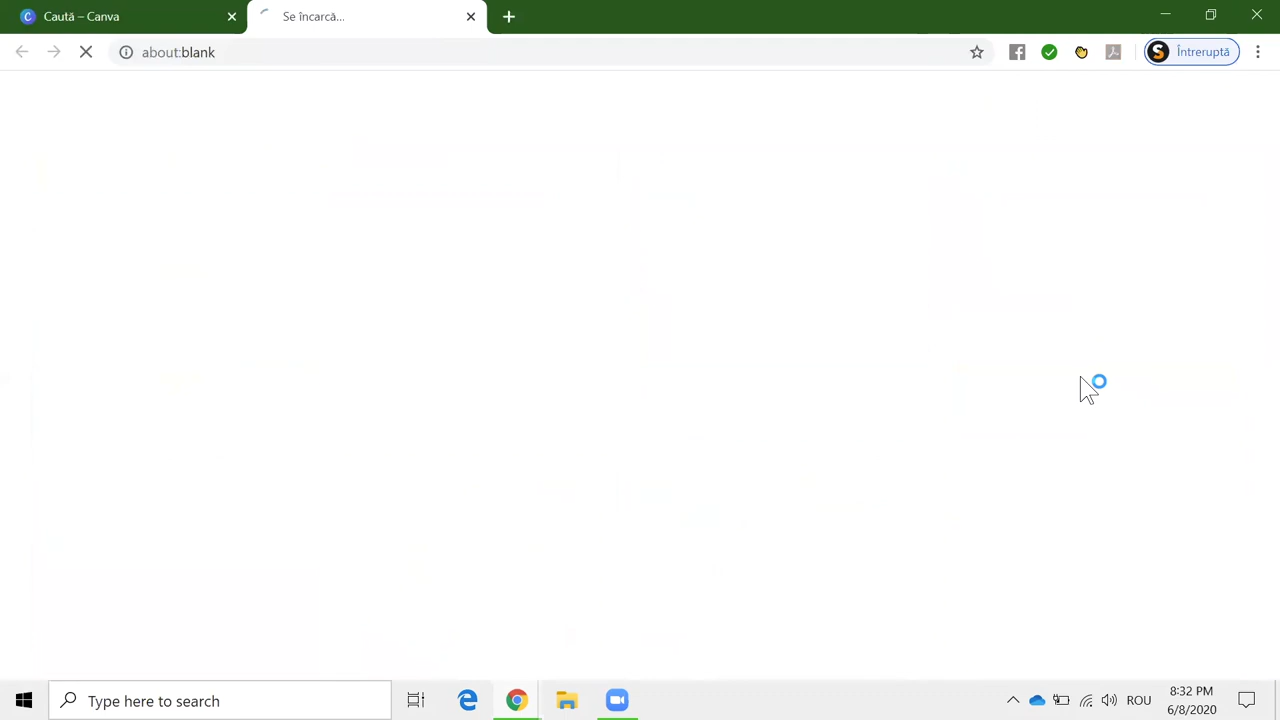 Caută – Canva
Se încarcă...
about:blank
Întreruptă
Type here to search
ROU
8:32 PM
6/8/2020